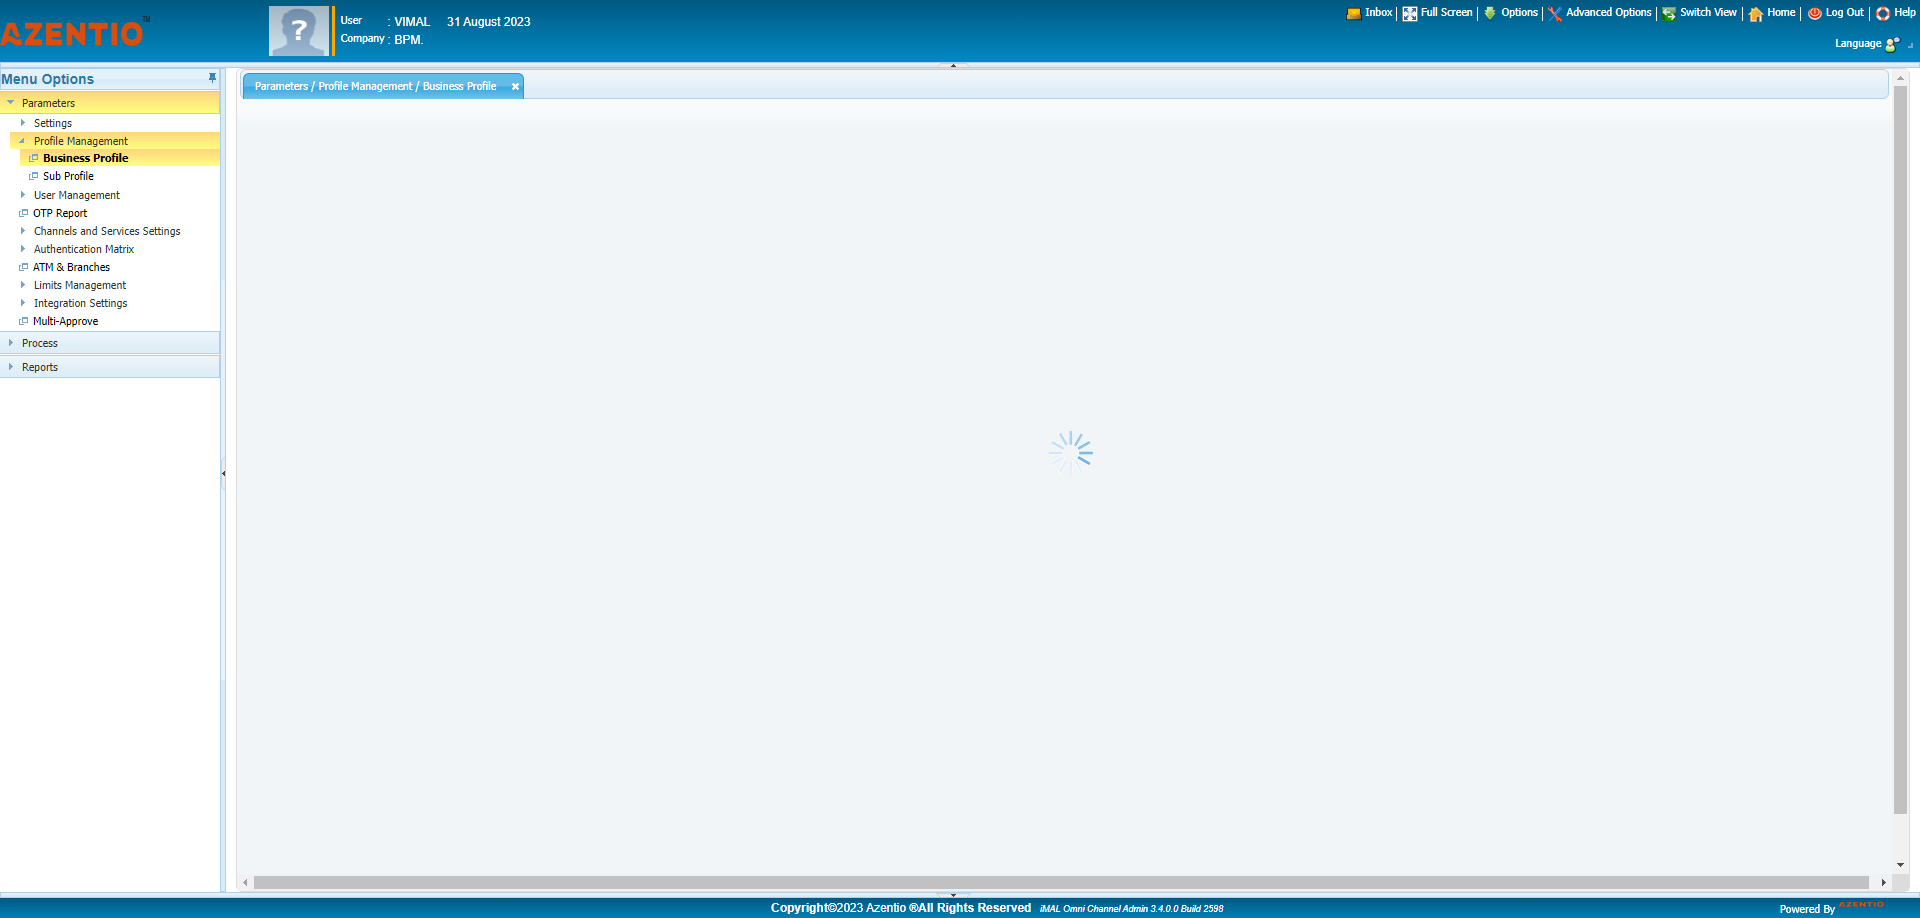 AZENTIO™
User : VIMAL 31 August 2023
Company : BPM.
Inbox Full Screen Options Advanced Options Switch View Home Log Out Help
Language
Menu Options
Parameters / Profile Management / Business Profile
Parameters
Settings
Profile Management
Business Profile
Sub Profile
User Management
OTP Report
Channels and Services Settings
Authentication Matrix
ATM & Branches
Limits Management
Integration Settings
Multi-Approve
Process
Reports
Copyright©2023 Azentio ®All Rights Reserved iMAL Omni Channel Admin 3.4.0.0 Build 2598
Powered By AZENTIO